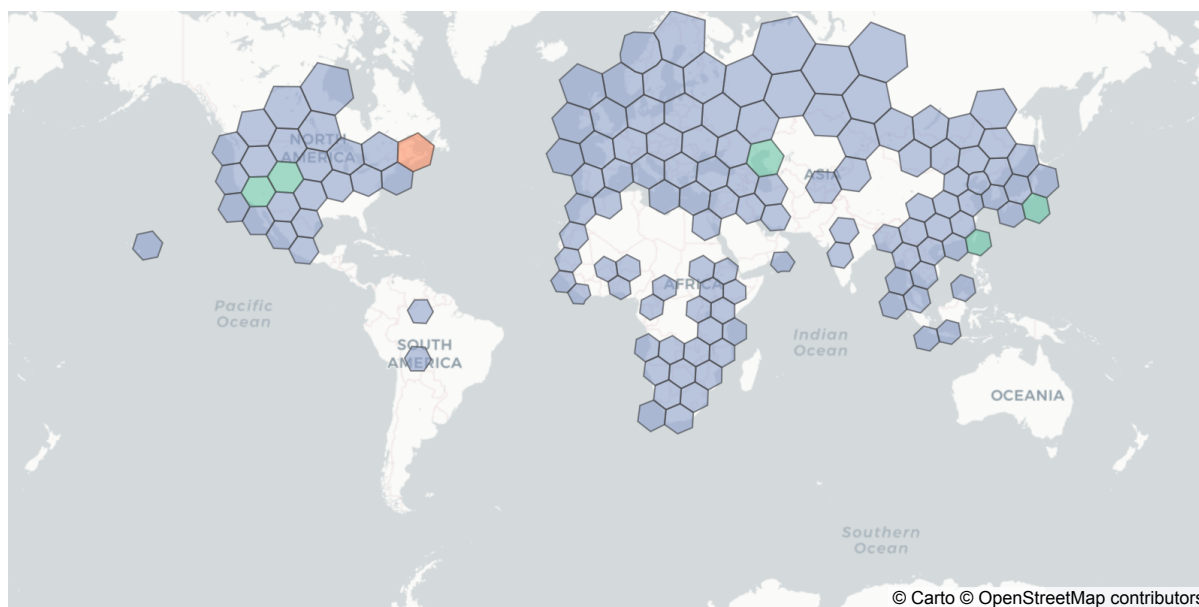 NORTH
AMERICA
ASIA
Pacific
Ocean
AFRICA
SOUTH
AMERICA
Indian
Ocean
OCEANIA
Southern
Ocean
© Carto © OpenStreetMap contributors